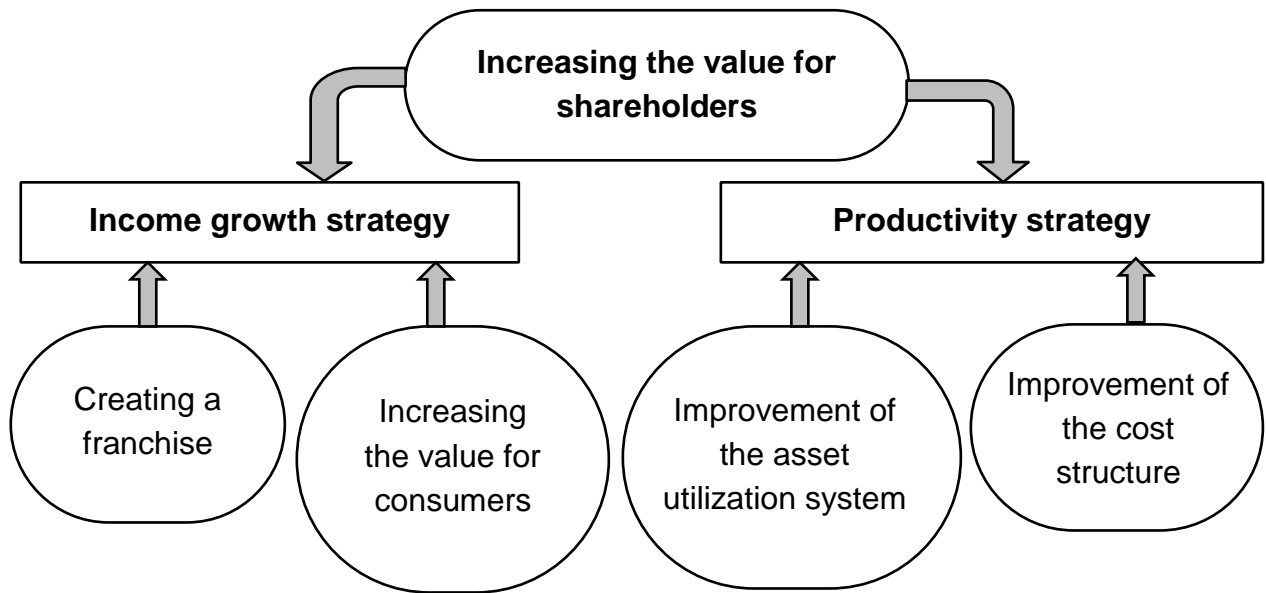 Increasing the value for
shareholders
Income growth strategy
Productivity strategy
Creating a
franchise
Increasing
the value for
consumers
Improvement of
the asset
utilization system
Improvement of
the cost
structure